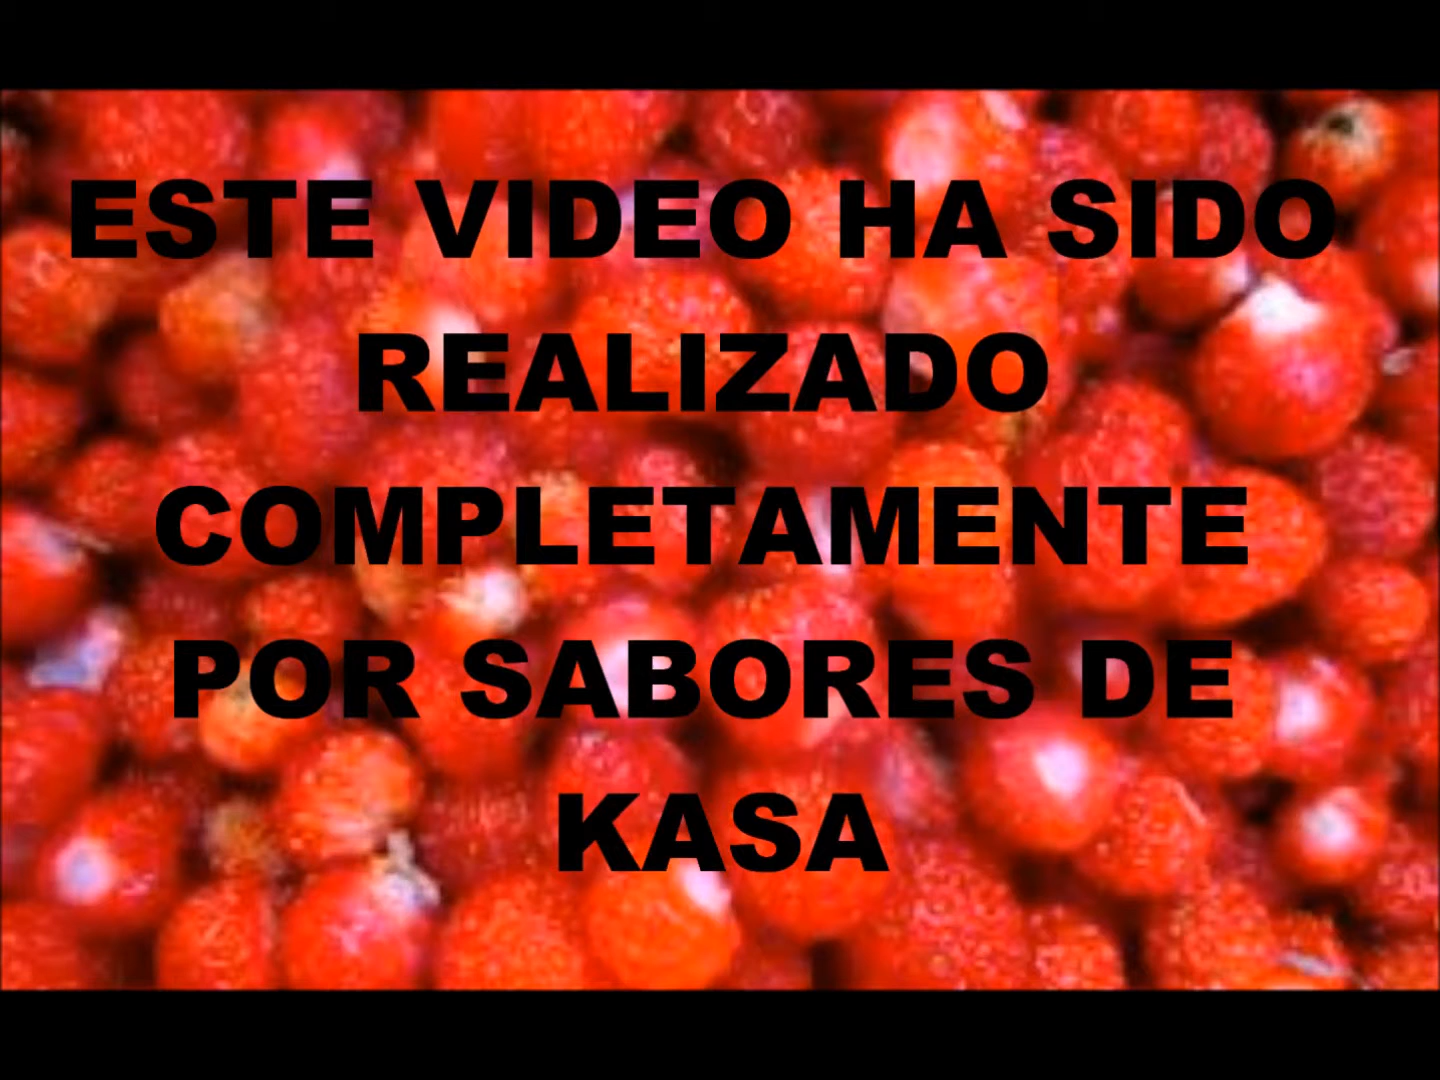 ESTE VIDEO HA SIDO
REALIZADO
COMPLETAMENTE
POR SABORES DE
KASA